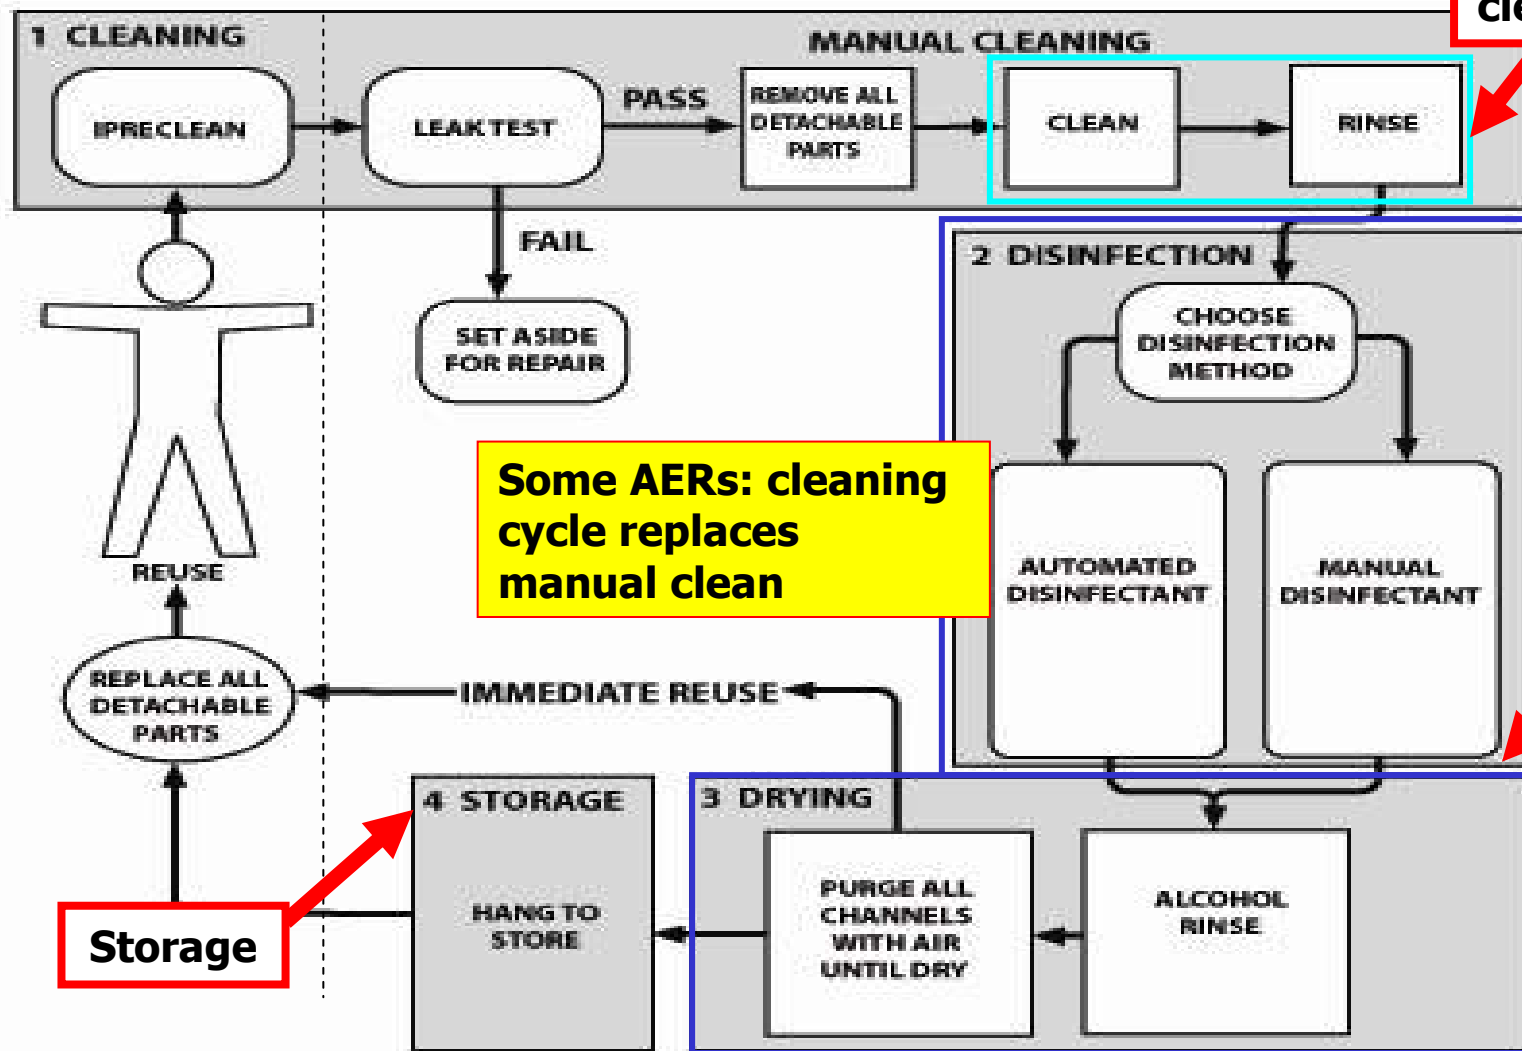 cle
1 CLEANING
MANUAL CLEANING
IPRECLEAN
LEAK TEST
PASS
REMOVE ALL
DETACHABLE
PARTS
CLEAN
RINSE
FAIL
SET ASIDE
FOR REPAIR
2 DISINFECTION
CHOOSE
DISINFECTION
METHOD
Some AERs: cleaning
cycle replaces
manual clean
AUTOMATED
DISINFECTANT
MANUAL
DISINFECTANT
REUSE
REPLACE ALL
DETACHABLE
PARTS
IMMEDIATE REUSE
4 STORAGE
HANG TO
STORE
3 DRYING
PURGE ALL
CHANNELS
WITH AIR
UNTIL DRY
ALCOHOL
RINSE
Storage